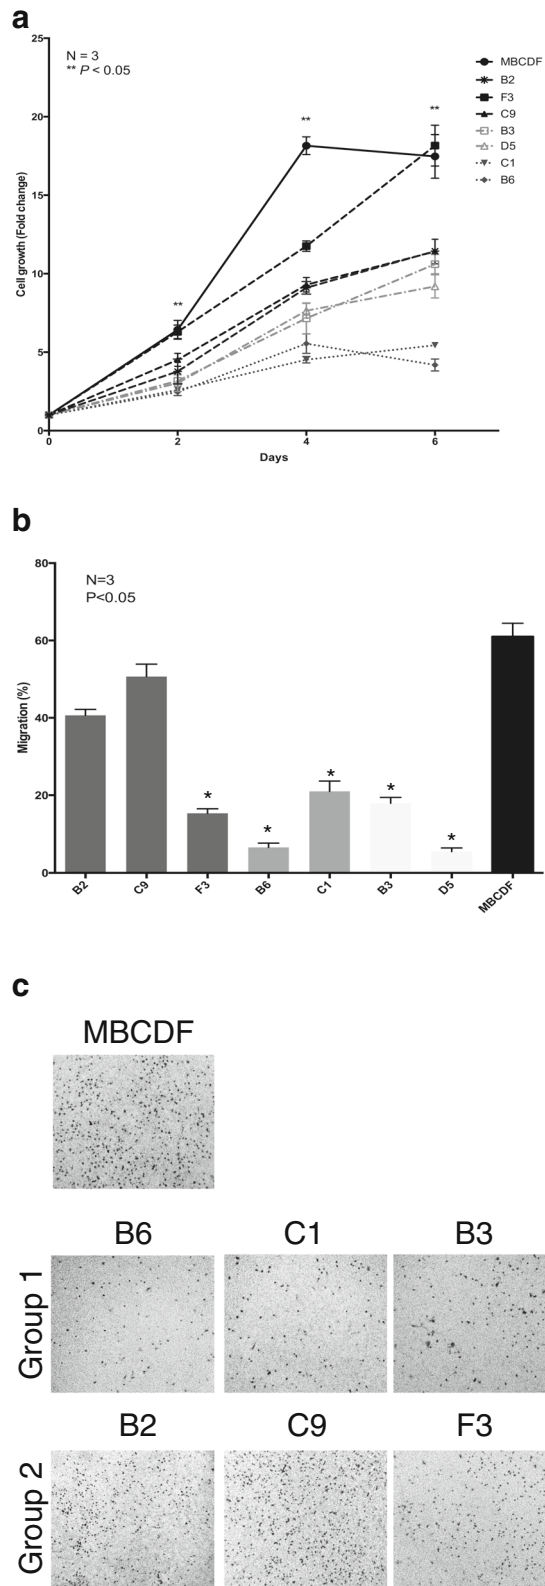 a
25
20
15
10
5
0
Cell growth (Fold change)
N = 3
** P < 0.05
**
**
**
MBCDF
B2
F3
C9
B3
D5
C1
B6
0 2 4 6
Days
b
80
60
40
20
0
Migration (%)
N=3
P<0.05
* * * * *
B2 C9 F3 B6 C1 B3 D5 MBCDF
c
MBCDF
B6 C1 B3
Group 1
B2 C9 F3
Group 2